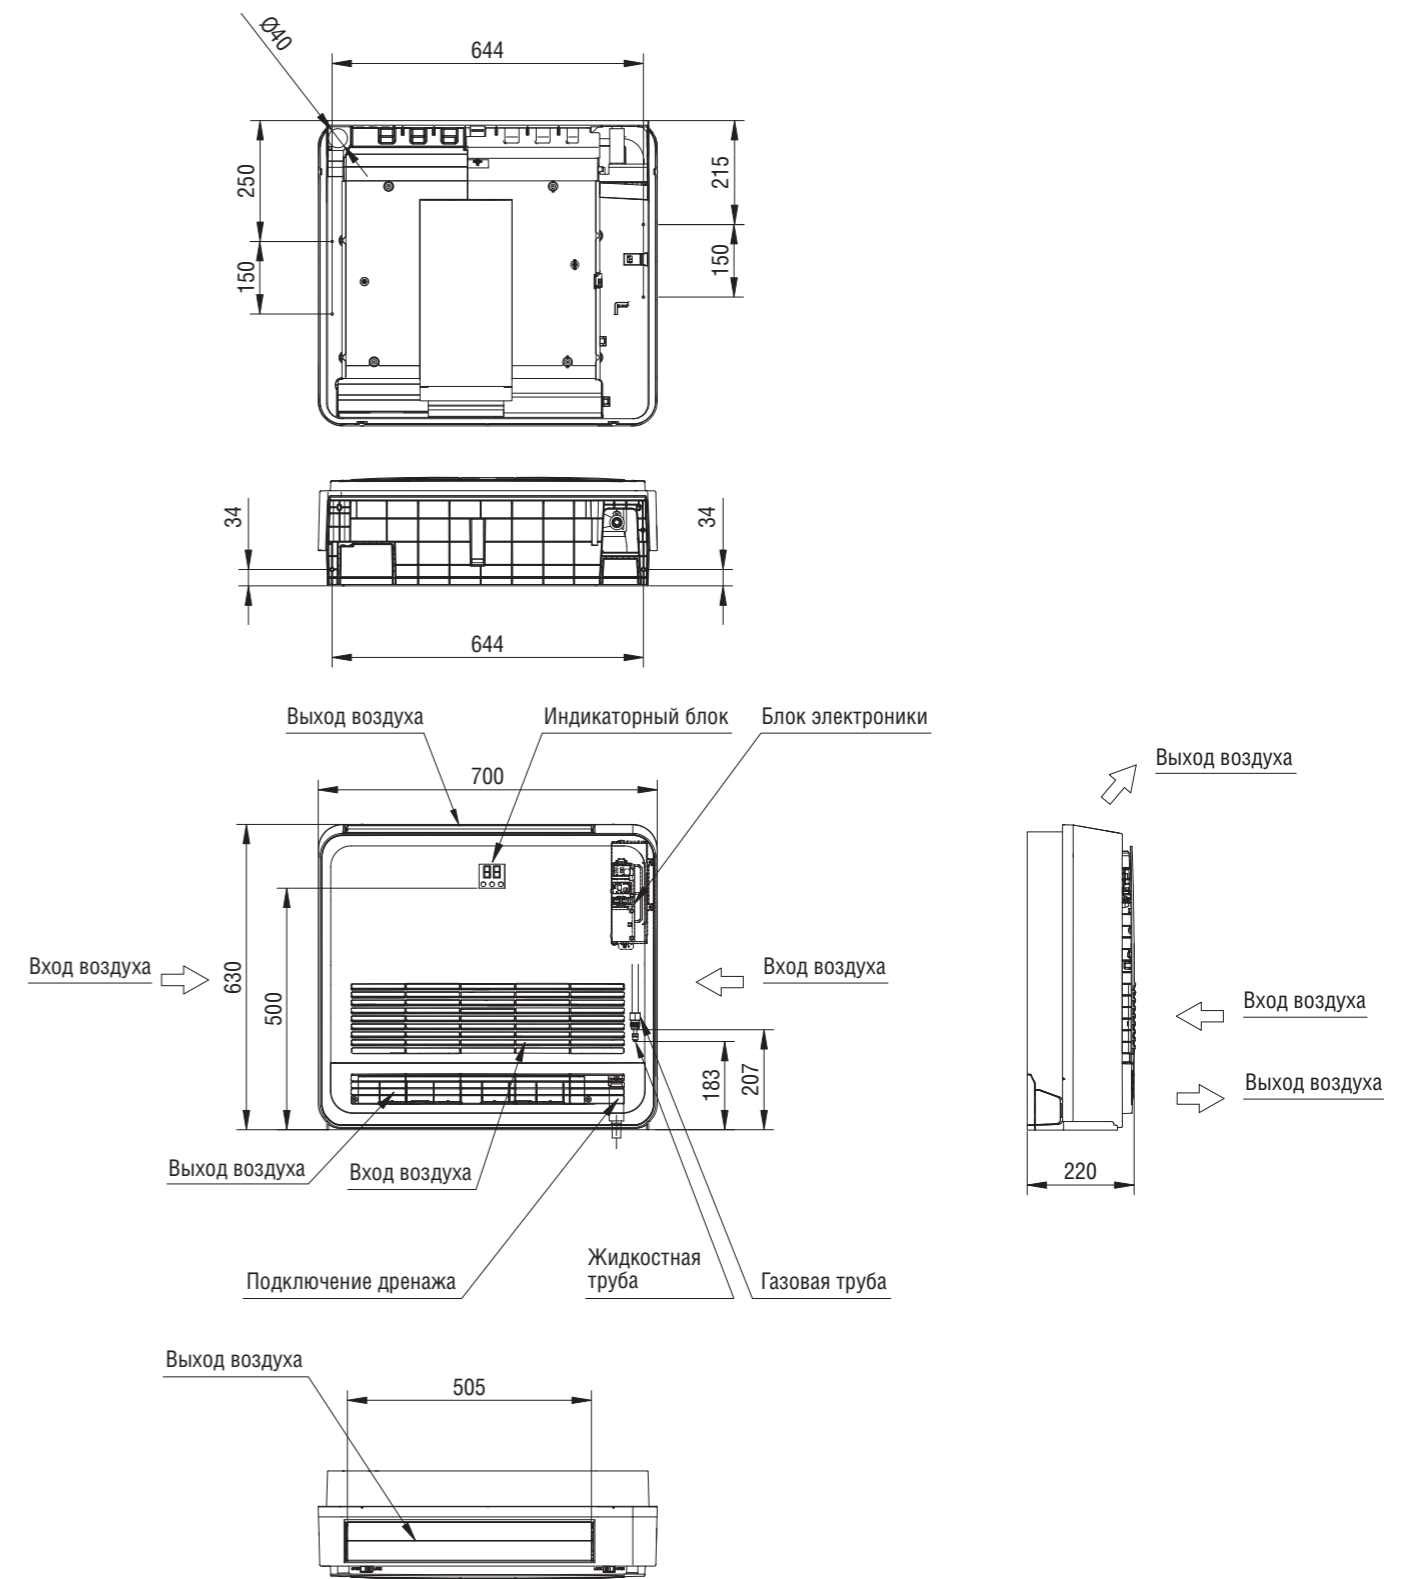 Ø40
644
250
215
150
150
34
34
644
Выход воздуха
Индикаторный блок
Блок электроники
Выход воздуха
700
Вход воздуха
630
500
Вход воздуха
Вход воздуха
183
207
Выход воздуха
Выход воздуха
Вход воздуха
220
Подключение дренажа
Жидкостная
труба
Газовая труба
Выход воздуха
505